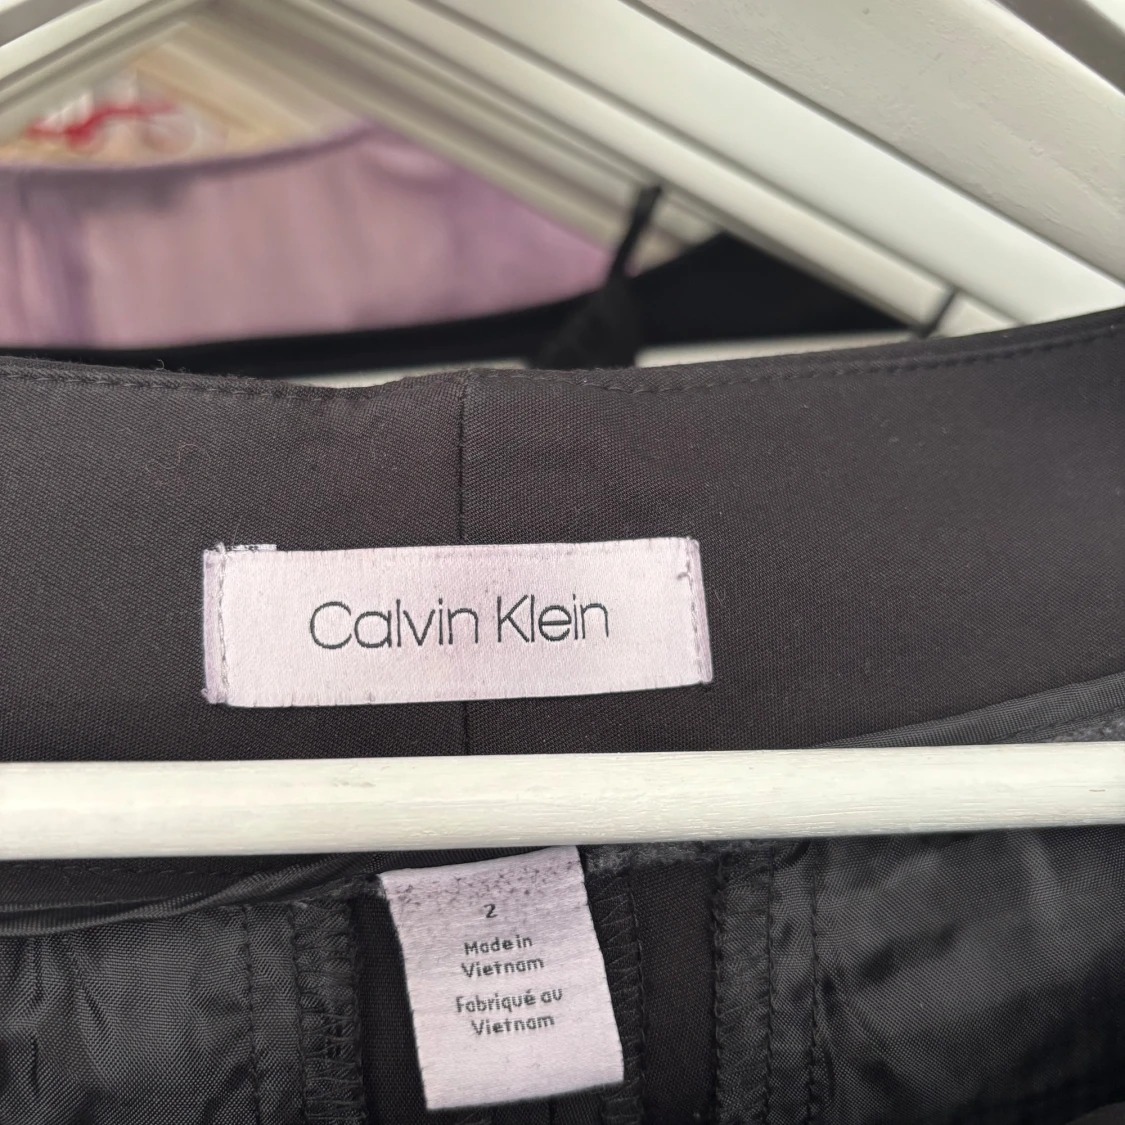 Calvin Klein
2
Made in
Vietnam
Fabriqué au
Vietnam